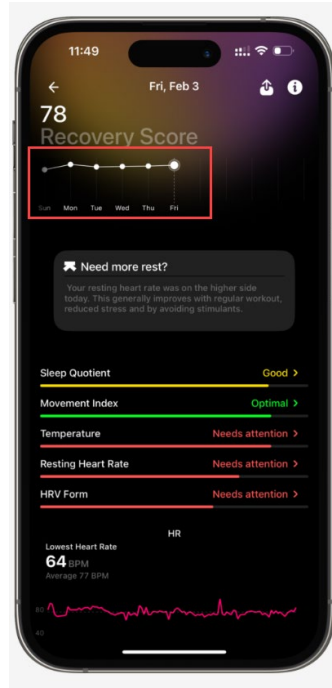 11:49
Fri, Feb 3
78
Recovery Score
Sun Mon Tue Wed Thu Fri
Need more rest?
Your resting heart rate was on the higher side
today. This generally improves with regular workout,
reduced stress and by avoiding stimulants.
Sleep Quotient Good >
Movement Index Optimal >
Temperature Needs attention >
Resting Heart Rate Needs attention >
HRV Form Needs attention >
HR
Lowest Heart Rate
64 BPM
Average 77 BPM
80
40